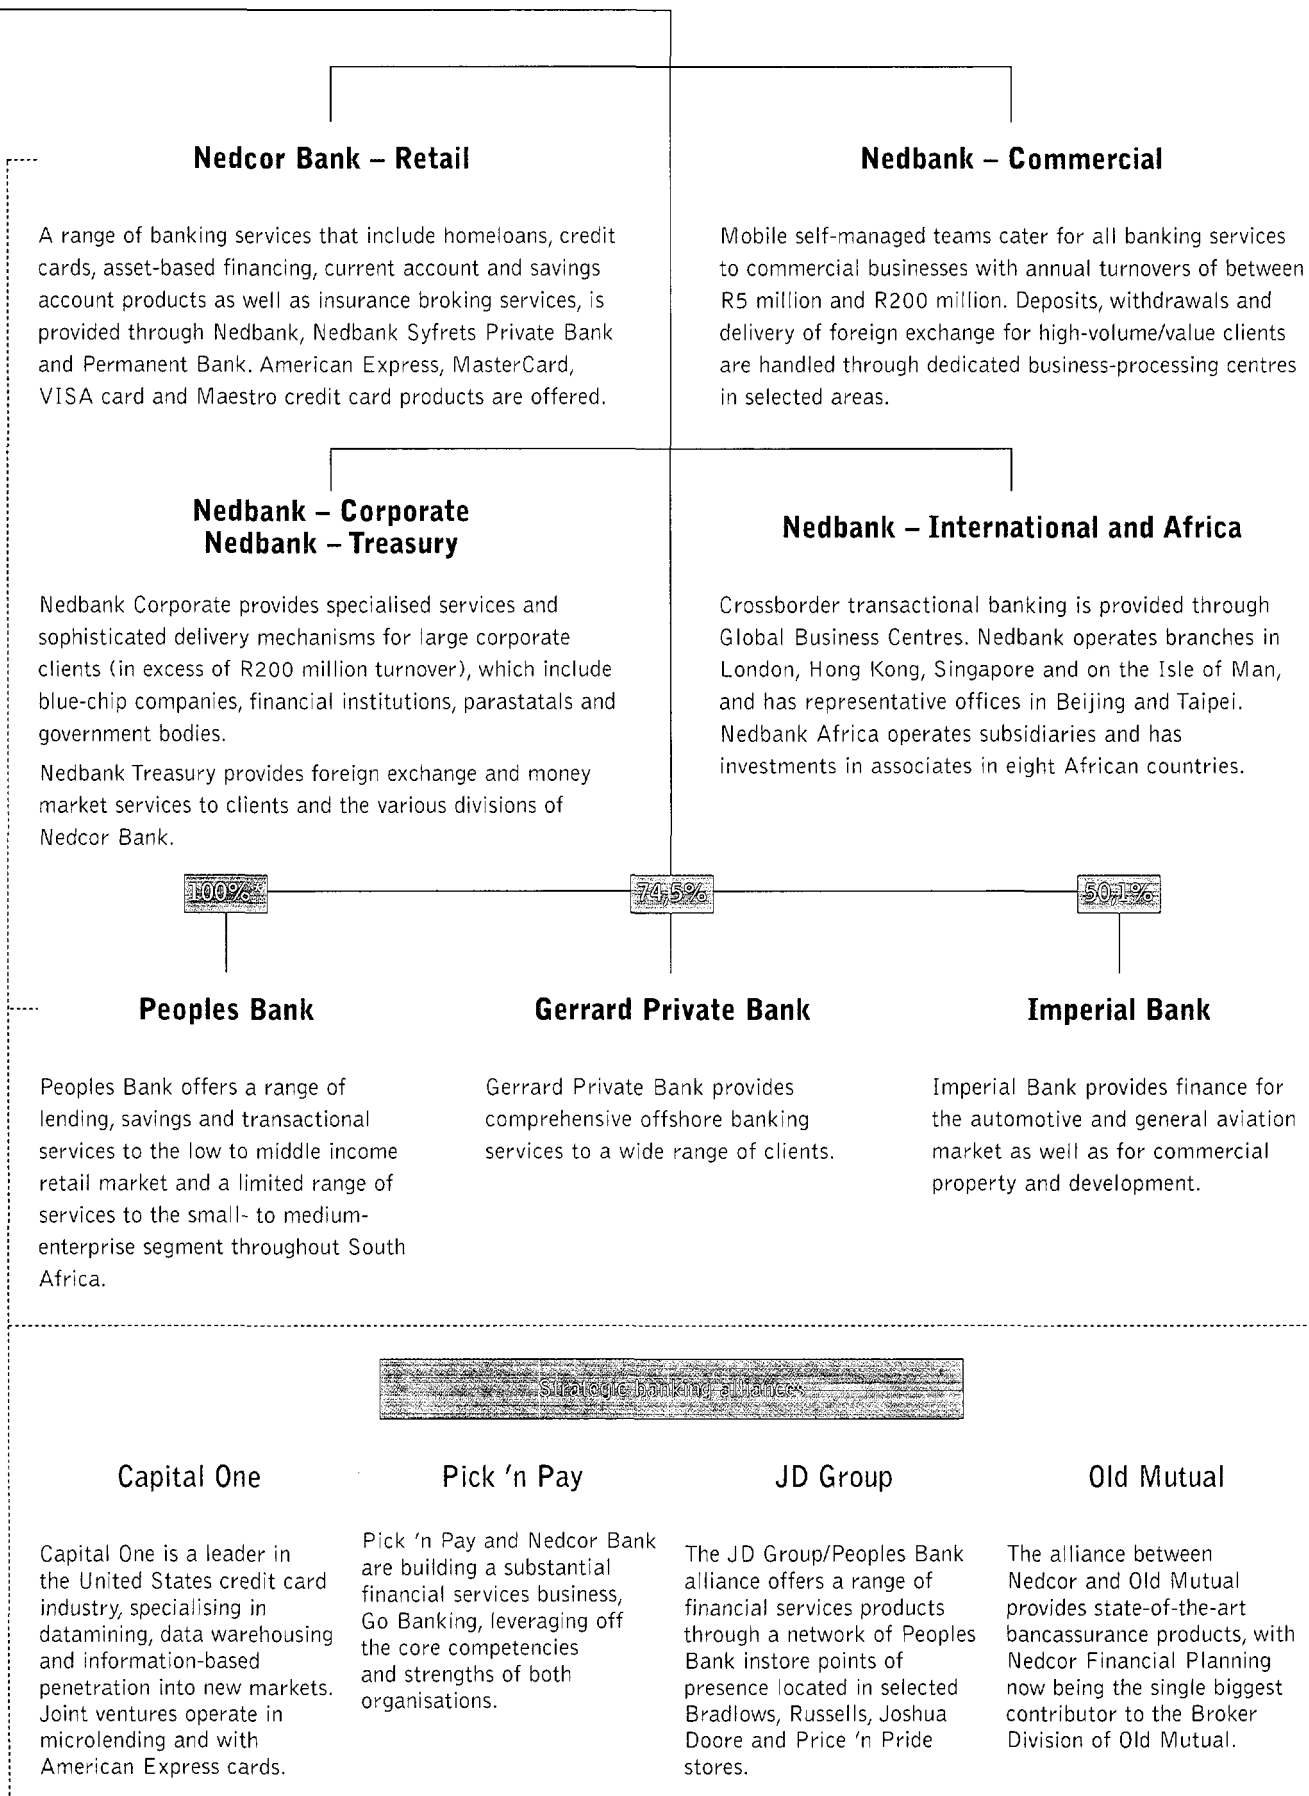 Nedcor Bank – Retail
A range of banking services that include homeloans, credit
cards, asset-based financing, current account and savings
account products as well as insurance broking services, is
provided through Nedbank, Nedbank Syfrets Private Bank
and Permanent Bank. American Express, MasterCard,
VISA card and Maestro credit card products are offered.
Nedbank – Commercial
Mobile self-managed teams cater for all banking services
to commercial businesses with annual turnovers of between
R5 million and R200 million. Deposits, withdrawals and
delivery of foreign exchange for high-volume/value clients
are handled through dedicated business-processing centres
in selected areas.
Nedbank – Corporate
Nedbank – Treasury
Nedbank Corporate provides specialised services and
sophisticated delivery mechanisms for large corporate
clients (in excess of R200 million turnover), which include
blue-chip companies, financial institutions, parastatals and
government bodies.
Nedbank Treasury provides foreign exchange and money
market services to clients and the various divisions of
Nedcor Bank.
Nedbank – International and Africa
Crossborder transactional banking is provided through
Global Business Centres. Nedbank operates branches in
London, Hong Kong, Singapore and on the Isle of Man,
and has representative offices in Beijing and Taipei.
Nedbank Africa operates subsidiaries and has
investments in associates in eight African countries.
100%*
Peoples Bank
Peoples Bank offers a range of
lending, savings and transactional
services to the low to middle income
retail market and a limited range of
services to the small- to medium-
enterprise segment throughout South
Africa.
74,5%
Gerrard Private Bank
Gerrard Private Bank provides
comprehensive offshore banking
services to a wide range of clients.
50,1%
Imperial Bank
Imperial Bank provides finance for
the automotive and general aviation
market as well as for commercial
property and development.
Strategic banking alliances
Capital One
Capital One is a leader in
the United States credit card
industry, specialising in
datamining, data warehousing
and information-based
penetration into new markets.
Joint ventures operate in
microlending and with
American Express cards.
Pick 'n Pay
Pick 'n Pay and Nedcor Bank
are building a substantial
financial services business,
Go Banking, leveraging off
the core competencies
and strengths of both
organisations.
JD Group
The JD Group/Peoples Bank
alliance offers a range of
financial services products
through a network of Peoples
Bank instore points of
presence located in selected
Bradlows, Russells, Joshua
Doore and Price 'n Pride
stores.
Old Mutual
The alliance between
Nedcor and Old Mutual
provides state-of-the-art
bancassurance products, with
Nedcor Financial Planning
now being the single biggest
contributor to the Broker
Division of Old Mutual.